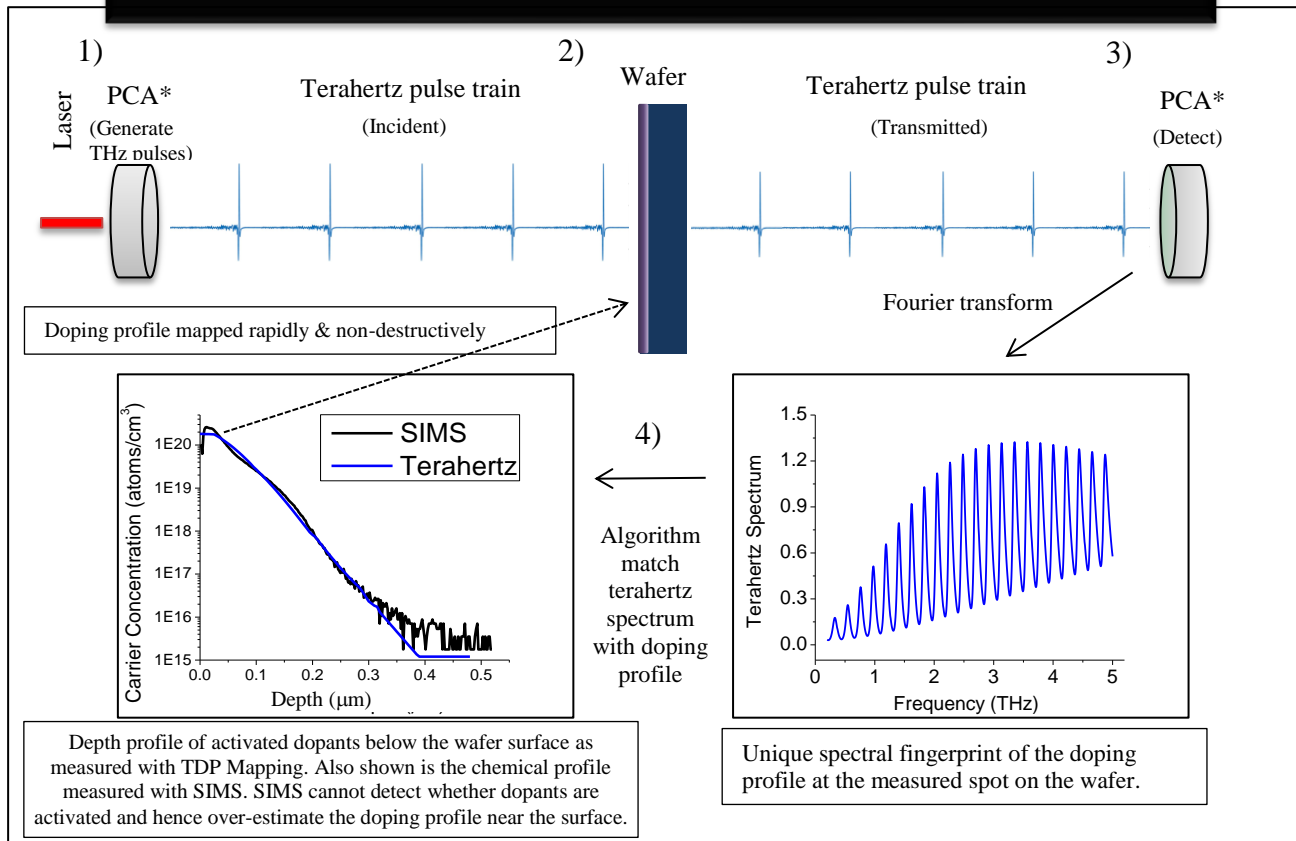 1)
2)
3)
Laser
PCA*
(Generate
THz pulses)
Terahertz pulse train
(Incident)
Wafer
Terahertz pulse train
(Transmitted)
PCA*
(Detect)
Fourier transform
Doping profile mapped rapidly & non-destructively
Carrier Concentration (atoms/cm³)
1E20
1E19
1E18
1E17
1E16
1E15
SIMS
Terahertz
0.0 0.1 0.2 0.3 0.4 0.5
Depth (μm)
4)
Algorithm
match
terahertz
spectrum
with doping
profile
Terahertz Spectrum
1.5
1.2
0.9
0.6
0.3
0.0
0 1 2 3 4 5
Frequency (THz)
Depth profile of activated dopants below the wafer surface as
measured with TDP Mapping. Also shown is the chemical profile
measured with SIMS. SIMS cannot detect whether dopants are
activated and hence over-estimate the doping profile near the surface.
Unique spectral fingerprint of the doping
profile at the measured spot on the wafer.